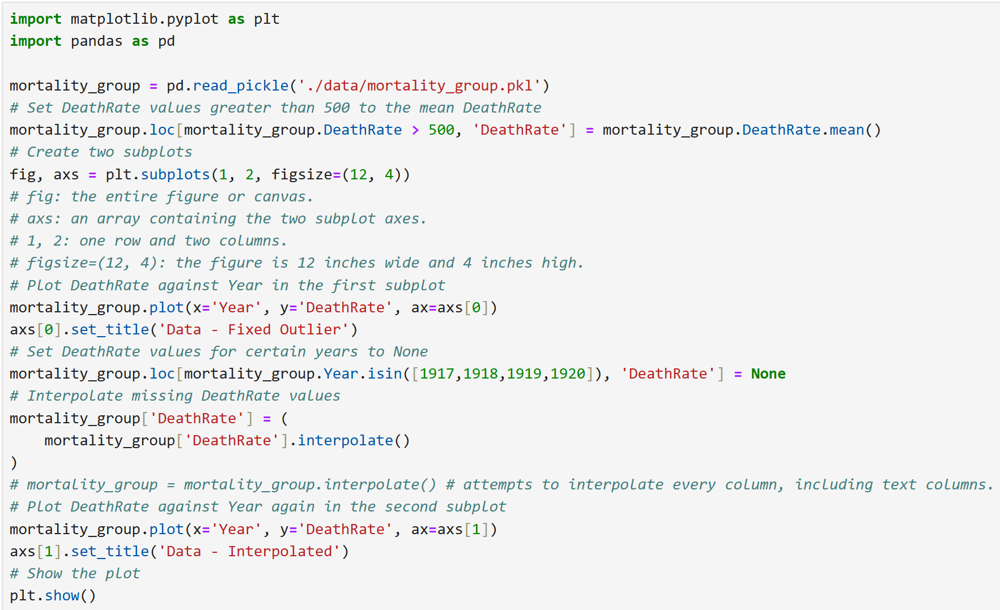 import matplotlib.pyplot as plt
import pandas as pd

mortality_group = pd.read_pickle('./data/mortality_group.pkl')
# Set DeathRate values greater than 500 to the mean DeathRate
mortality_group.loc[mortality_group.DeathRate > 500, 'DeathRate'] = mortality_group.DeathRate.mean()
# Create two subplots
fig, axs = plt.subplots(1, 2, figsize=(12, 4))
# fig: the entire figure or canvas.
# axs: an array containing the two subplot axes.
# 1, 2: one row and two columns.
# figsize=(12, 4): the figure is 12 inches wide and 4 inches high.
# Plot DeathRate against Year in the first subplot
mortality_group.plot(x='Year', y='DeathRate', ax=axs[0])
axs[0].set_title('Data - Fixed Outlier')
# Set DeathRate values for certain years to None
mortality_group.loc[mortality_group.Year.isin([1917,1918,1919,1920]), 'DeathRate'] = None
# Interpolate missing DeathRate values
mortality_group['DeathRate'] = (
    mortality_group['DeathRate'].interpolate()
)
# mortality_group = mortality_group.interpolate() # attempts to interpolate every column, including text columns.
# Plot DeathRate against Year again in the second subplot
mortality_group.plot(x='Year', y='DeathRate', ax=axs[1])
axs[1].set_title('Data - Interpolated')
# Show the plot
plt.show()